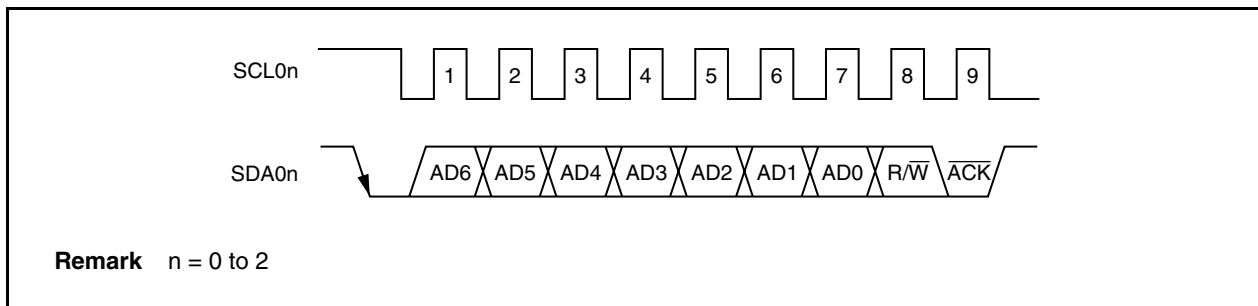 SCL0n 1 2 3 4 5 6 7 8 9
SDA0n AD6 AD5 AD4 AD3 AD2 AD1 AD0 R/W̅ A̅C̅K̅
Remark n = 0 to 2